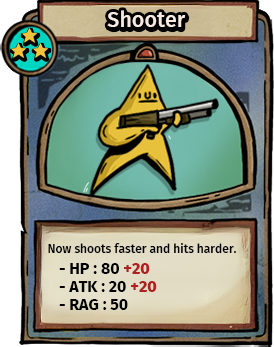 Shooter
Now shoots faster and hits harder.
- HP : 80 +20
- ATK : 20 +20
- RAG : 50